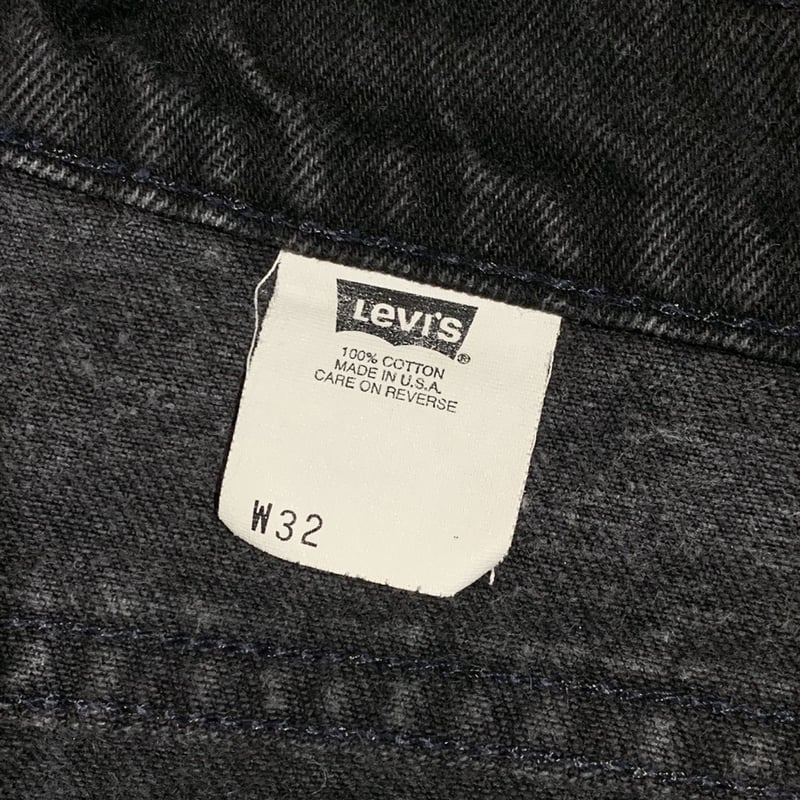 Levi's®
100% COTTON
MADE IN U.S.A.
CARE ON REVERSE
W32